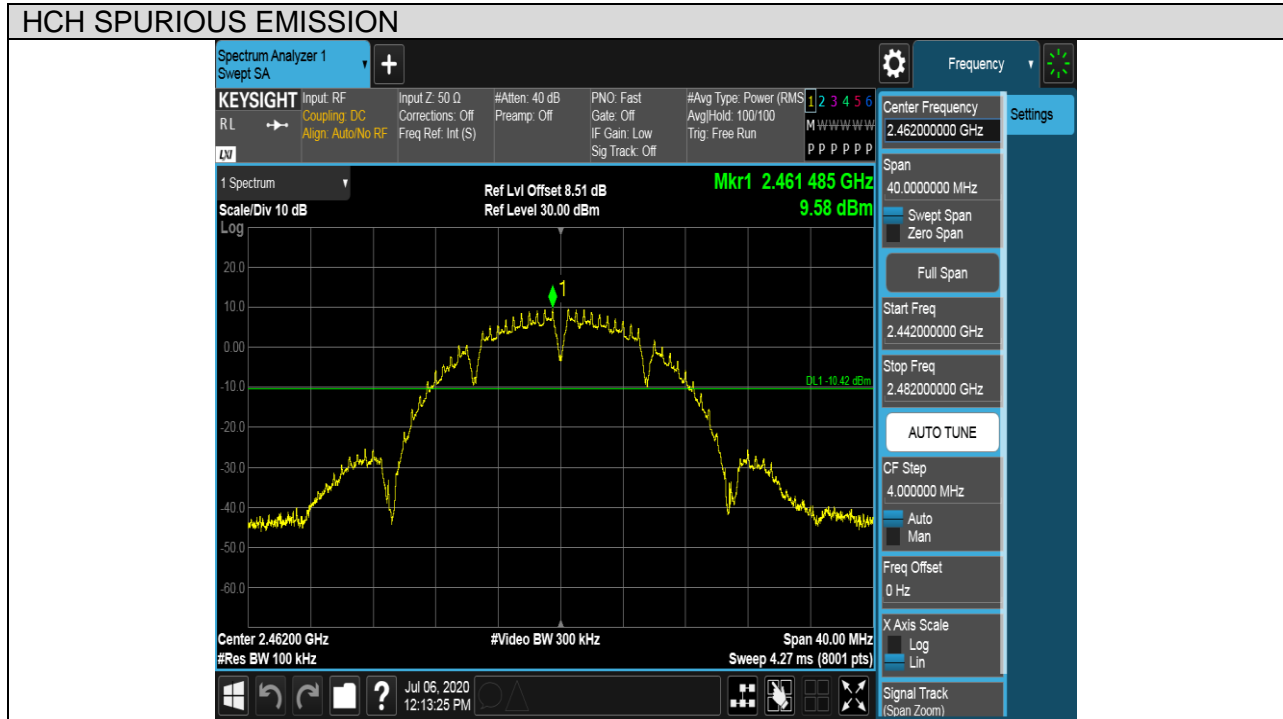 HCH SPURIOUS EMISSION
Spectrum Analyzer 1
Swept SA
Frequency
KEYSIGHT
RL
LXI
Input: RF
Coupling: DC
Align: Auto/No RF
Input Z: 50 Ω
Corrections: Off
Freq Ref: Int (S)
#Atten: 40 dB
Preamp: Off
PNO: Fast
Gate: Off
IF Gain: Low
Sig Track: Off
#Avg Type: Power (RMS
Avg|Hold: 100/100
Trig: Free Run
1 2 3 4 5 6
M W W W W W
P P P P P P
1 Spectrum
Scale/Div 10 dB
Ref Lvl Offset 8.51 dB
Ref Level 30.00 dBm
Mkr1 2.461 485 GHz
9.58 dBm
Log
20.0
10.0
0.00
-10.0
-20.0
-30.0
-40.0
-50.0
-60.0
1
DL1 -10.42 dBm
Center 2.46200 GHz
#Res BW 100 kHz
#Video BW 300 kHz
Span 40.00 MHz
Sweep 4.27 ms (8001 pts)
Center Frequency
2.462000000 GHz
Settings
Span
40.0000000 MHz
Swept Span
Zero Span
Full Span
Start Freq
2.442000000 GHz
Stop Freq
2.482000000 GHz
AUTO TUNE
CF Step
4.000000 MHz
Auto
Man
Freq Offset
0 Hz
X Axis Scale
Log
Lin
Signal Track
(Span Zoom)
?
Jul 06, 2020
12:13:25 PM